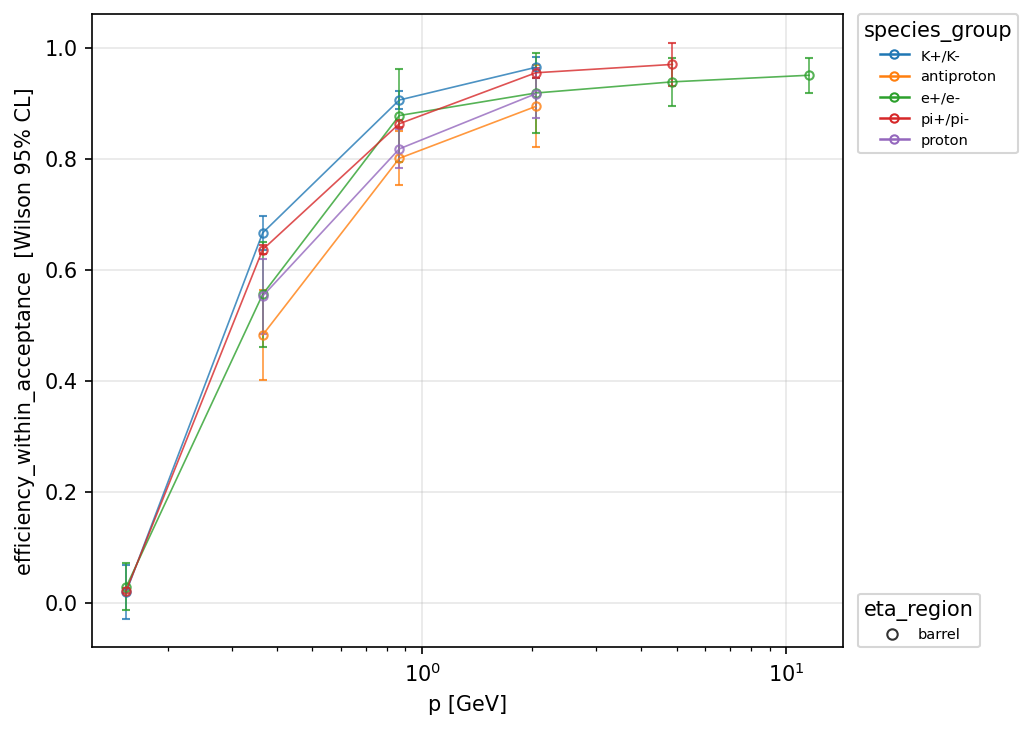 species_group
K+/K-
antiproton
e+/e-
pi+/pi-
proton
efficiency_within_acceptance [Wilson 95% CL]
1.0
0.8
0.6
0.4
0.2
0.0
10⁰
10¹
p [GeV]
eta_region
barrel